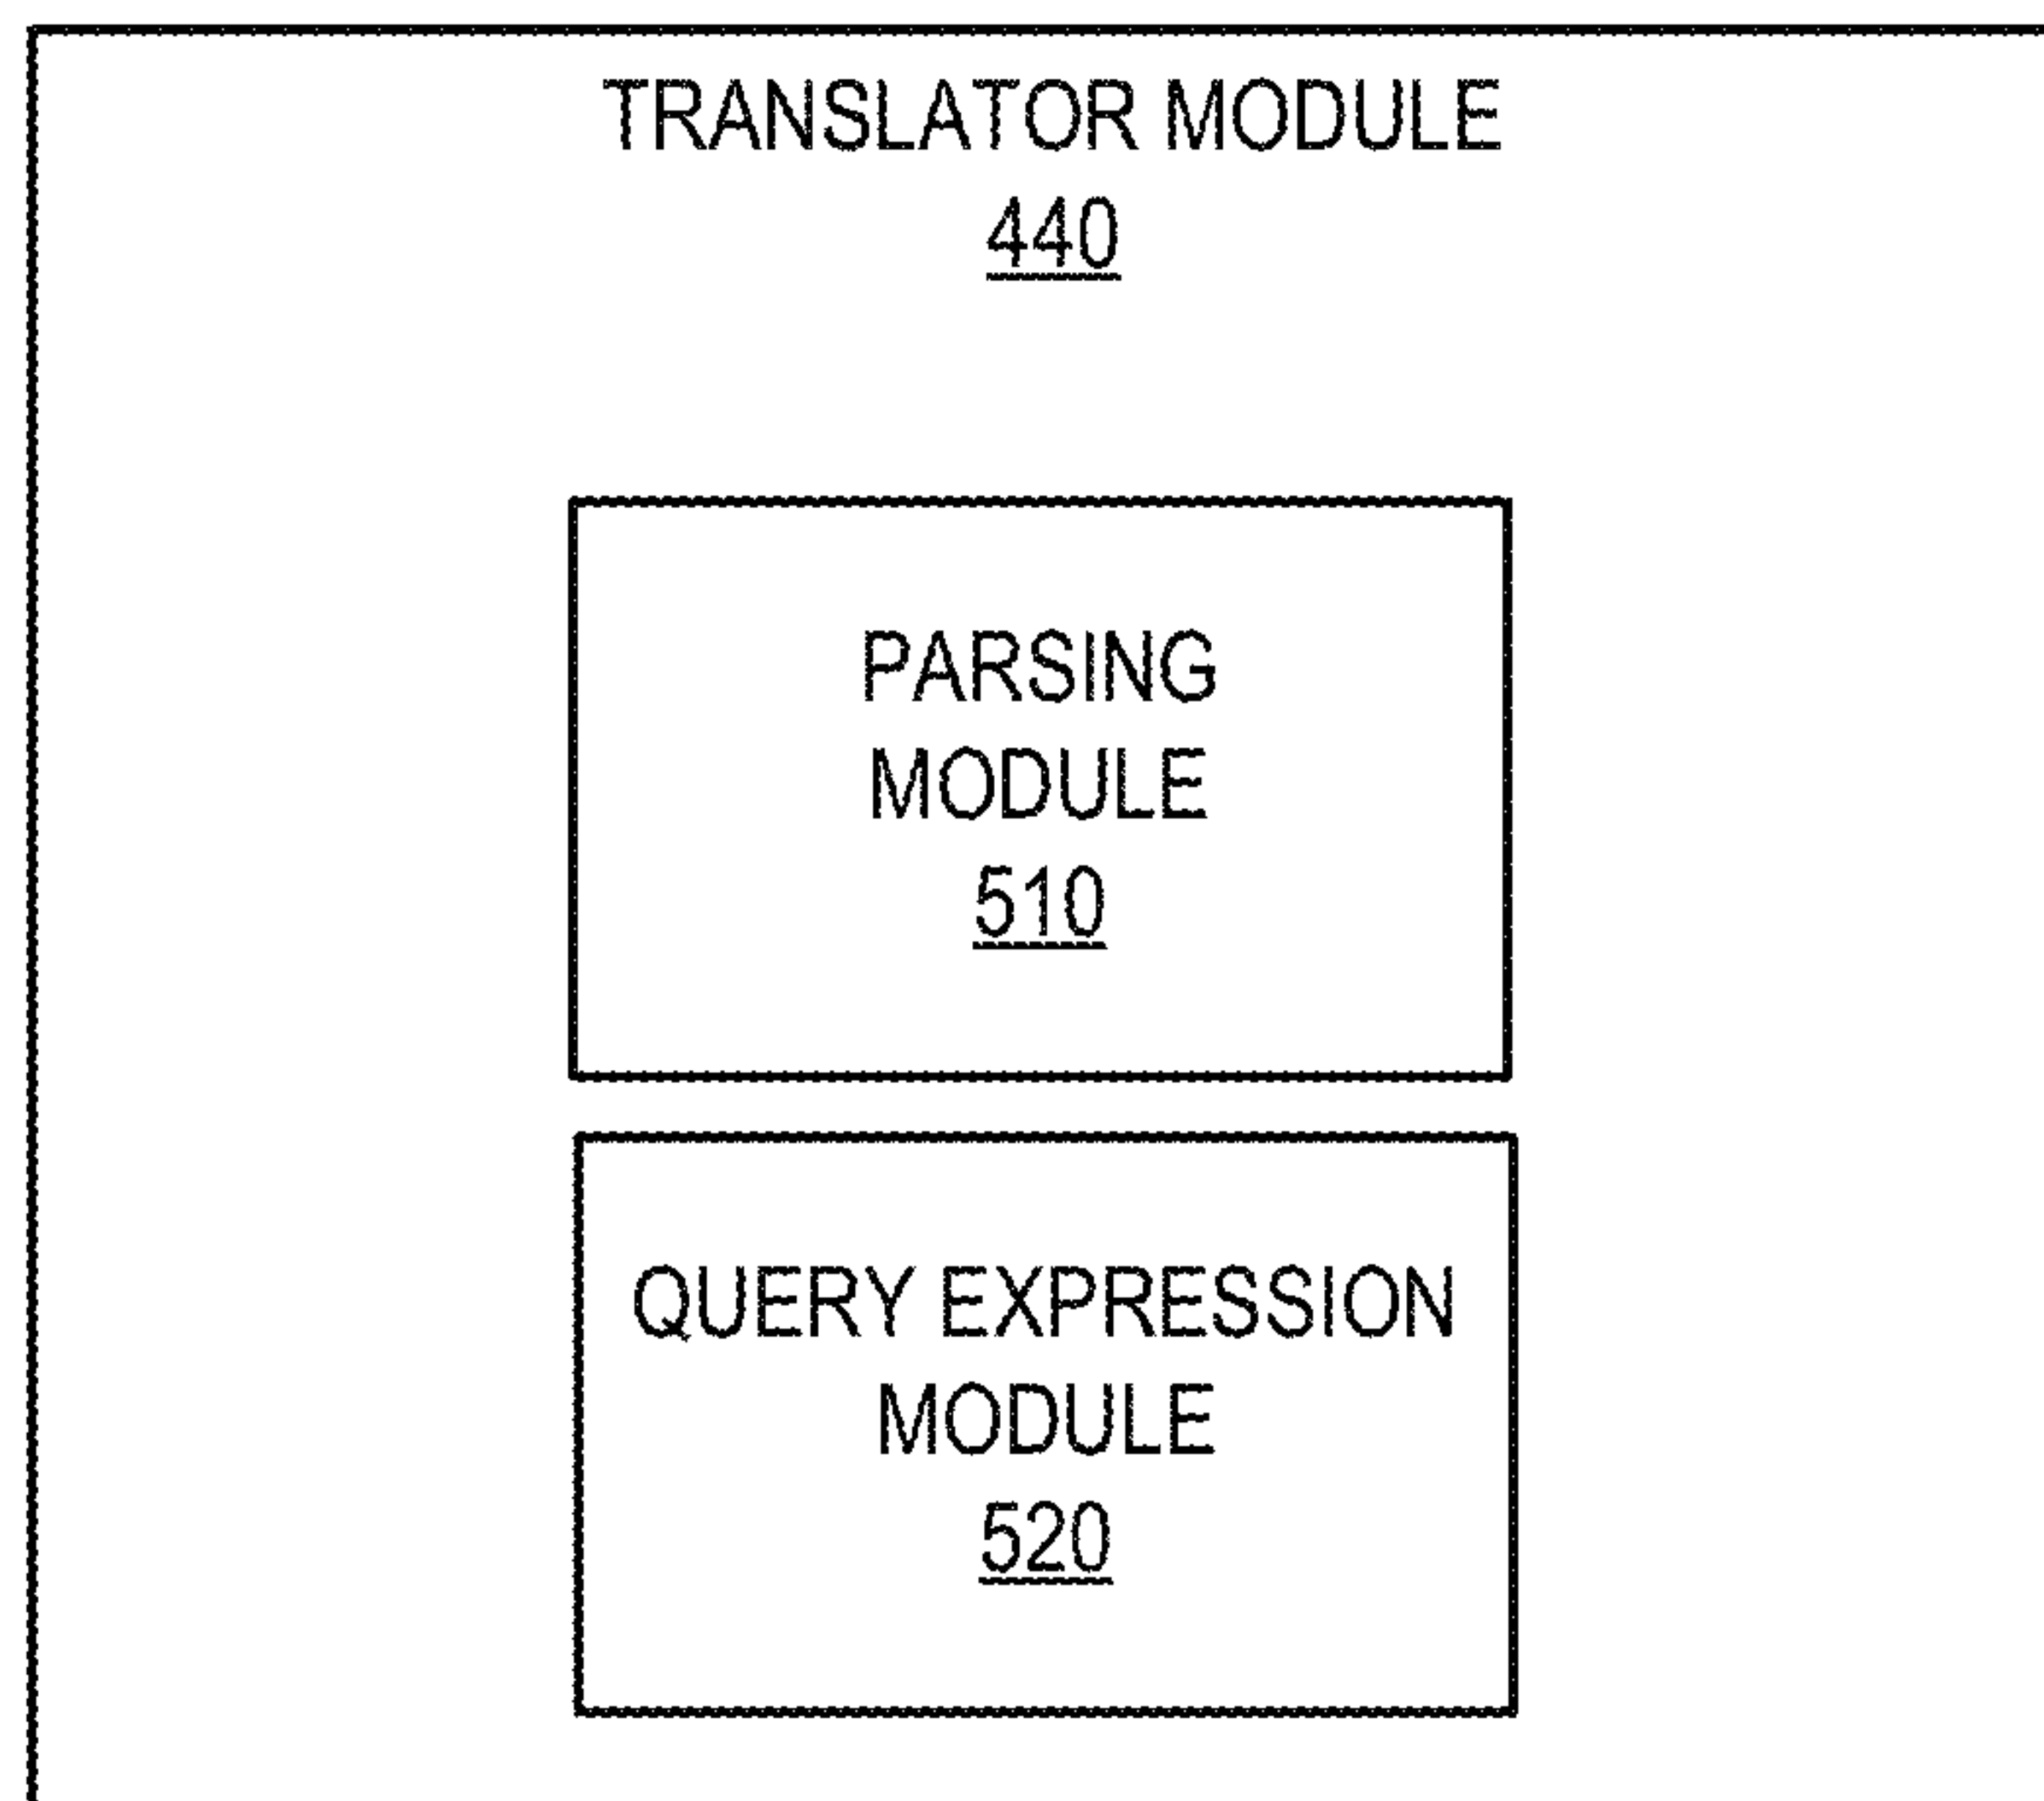 TRANSLATOR MODULE
440
PARSING
MODULE
510
QUERY EXPRESSION
MODULE
520